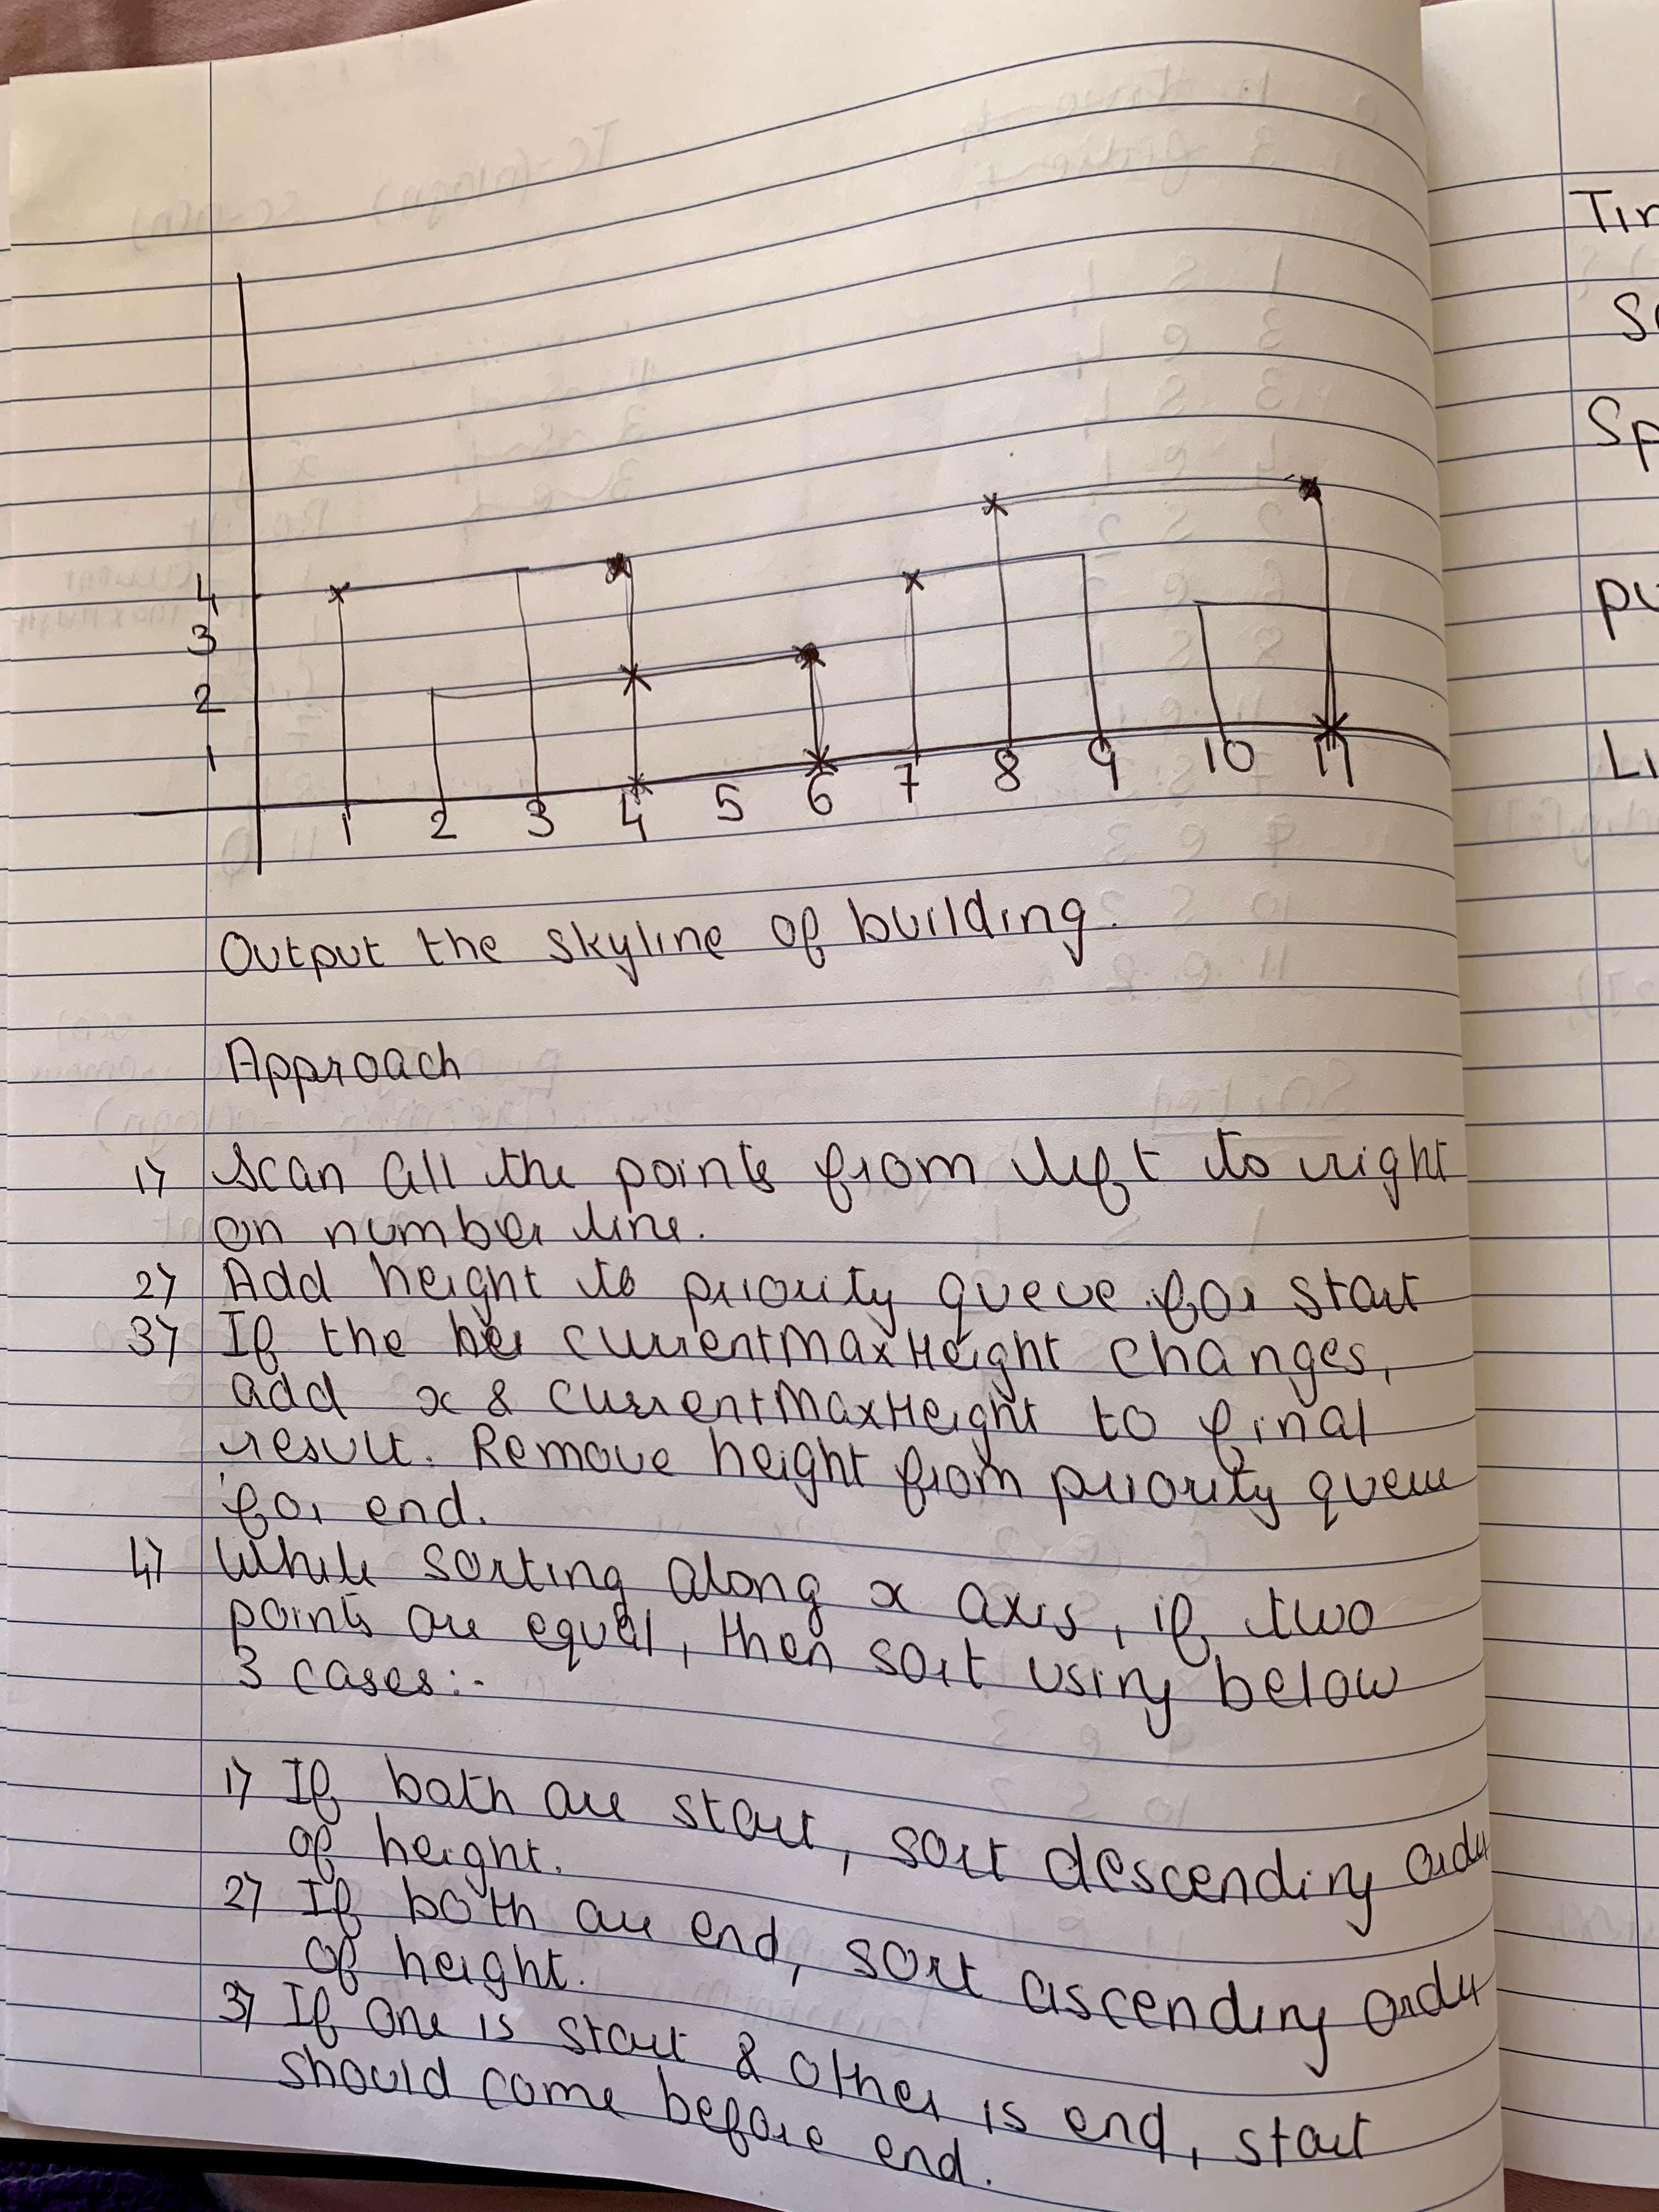 4
3
2
1
1 2 3 4 5 6 7 8 9 10 11
Output the skyline of building.
Approach
1) Scan all the points from left to right
on number line.
2) Add height to priority queue for start
3) If the hei currentMaxHeight changes,
add x & currentMaxHeight to final
result. Remove height from priority queue
for end.
4) While sorting along x axis, if two
points are equal, then sort using below
3 cases:-
1) If both are start, sort descending order
of height.
2) If both are end, sort ascending order
of height.
3) If one is start & other is end, start
should come before end.